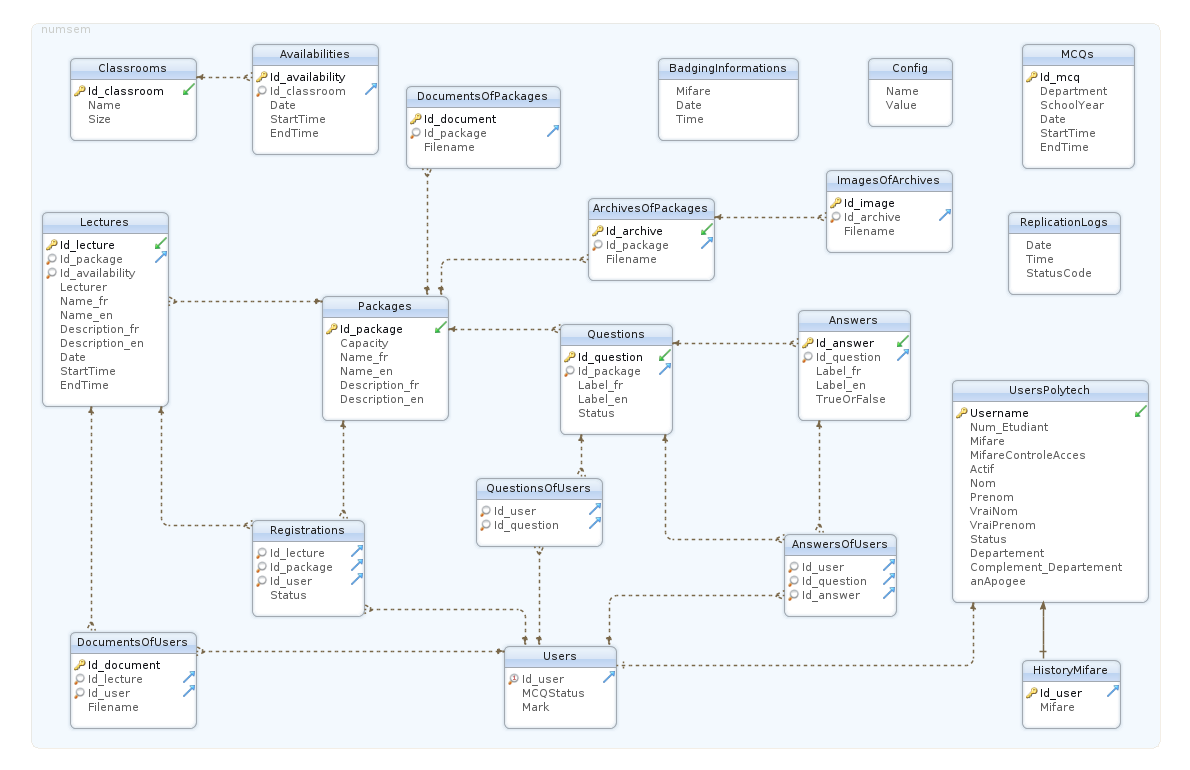 numsem
Classrooms
Id_classroom
Name
Size
Availabilities
Id_availability
Id_classroom
Date
StartTime
EndTime
DocumentsOfPackages
Id_document
Id_package
Filename
BadgingInformations
Mifare
Date
Time
Config
Name
Value
MCQs
Id_mcq
Department
SchoolYear
Date
StartTime
EndTime
Lectures
Id_lecture
Id_package
Id_availability
Lecturer
Name_fr
Name_en
Description_fr
Description_en
Date
StartTime
EndTime
ArchivesOfPackages
Id_archive
Id_package
Filename
ImagesOfArchives
Id_image
Id_archive
Filename
ReplicationLogs
Date
Time
StatusCode
Packages
Id_package
Capacity
Name_fr
Name_en
Description_fr
Description_en
Questions
Id_question
Id_package
Label_fr
Label_en
Status
Answers
Id_answer
Id_question
Label_fr
Label_en
TrueOrFalse
UsersPolytech
Username
Num_Etudiant
Mifare
MifareControleAcces
Actif
Nom
Prenom
VraiNom
VraiPrenom
Status
Departement
Complement_Departement
anApogee
QuestionsOfUsers
Id_user
Id_question
Registrations
Id_lecture
Id_package
Id_user
Status
AnswersOfUsers
Id_user
Id_question
Id_answer
DocumentsOfUsers
Id_document
Id_lecture
Id_user
Filename
Users
Id_user
MCQStatus
Mark
HistoryMifare
Id_user
Mifare